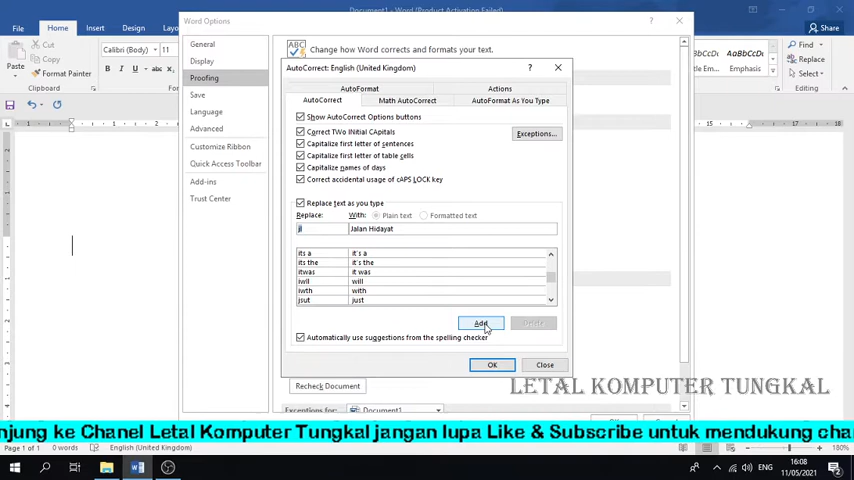 Document1 - Word (Product Activation Failed)
File Home Insert Design
Share
Cut
Copy
Format Painter
Paste
Calibri (Body) 11
B I U abc
AaBbCcDc AaBbCcDc
Emphasis
Find
Replace
Select
Word Options
General
Display
Proofing
Save
Language
Advanced
Customize Ribbon
Quick Access Toolbar
Add-ins
Trust Center
ABC
Change how Word corrects and formats your text.
AutoCorrect: English (United Kingdom)
AutoFormat Actions
AutoCorrect Math AutoCorrect AutoFormat As You Type
Show AutoCorrect Options buttons
Correct TWo INitial CApitals
Exceptions...
Capitalize first letter of sentences
Capitalize first letter of table cells
Capitalize names of days
Correct accidental usage of cAPS LOCK key
Replace text as you type
Replace: With: Plain text Formatted text
jl Jalan Hidayat
its a it's a
its the it's the
itwas it was
iwll will
iwth with
jsut just
Add Delete
Automatically use suggestions from the spelling checker
OK Close
Recheck Document
Exceptions for: Document1
LETAL KOMPUTER TUNGKAL
njung ke Chanel Letal Komputer Tungkal jangan lupa Like & Subscribe untuk mendukung chan
Page 1 of 1 0 words English (United Kingdom)
180%
ENG
16:08
11/05/2021